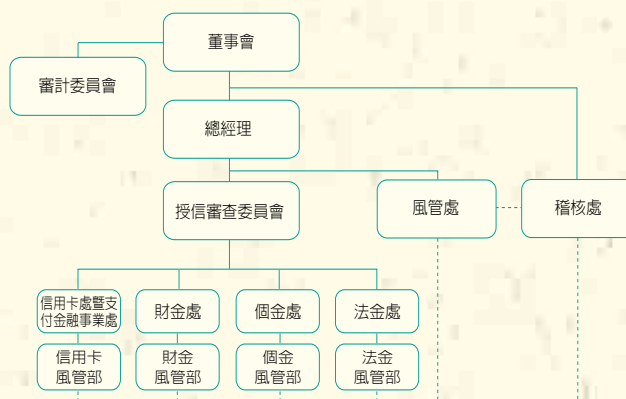 董事會
審計委員會
總經理
授信審查委員會
風管處
稽核處
信用卡處暨支
付金融事業處
財金處
個金處
法金處
信用卡
風管部
財金
風管部
個金
風管部
法金
風管部